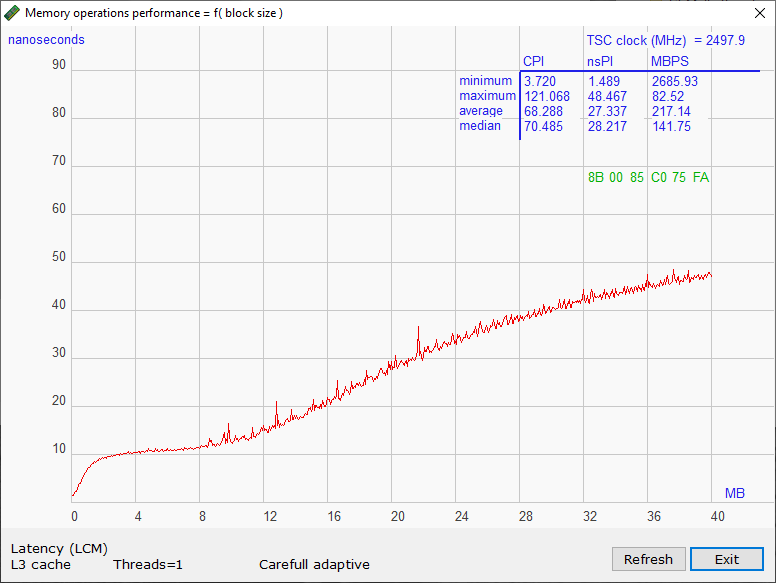 Memory operations performance = f( block size )
nanoseconds
TSC clock (MHz) = 2497.9
CPI nsPI MBPS
minimum 3.720 1.489 2685.93
maximum 121.068 48.467 82.52
average 68.288 27.337 217.14
median 70.485 28.217 141.75
8B 00 85 C0 75 FA
90
80
70
60
50
40
30
20
10
MB
0 4 8 12 16 20 24 28 32 36 40
Latency (LCM)
L3 cache Threads=1 Carefull adaptive
Refresh Exit